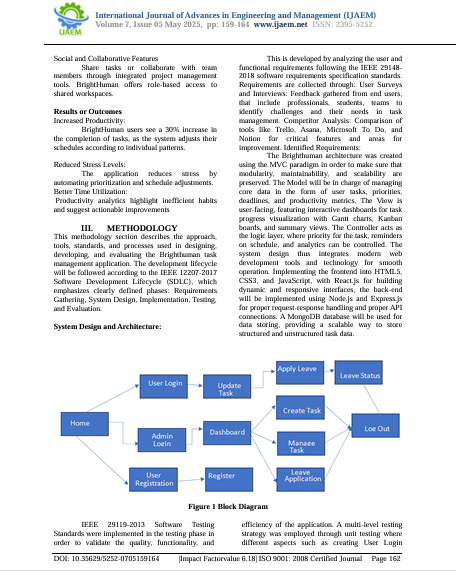 International Journal of Advances in Engineering and Management (IJAEM)
Volume 7, Issue 05 May 2025, pp: 159-164 www.ijaem.net ISSN: 2395-5252
IJAEM
Social and Collaborative Features
Share tasks or collaborate with team
members through integrated project management
tools. BrightHuman offers role-based access to
shared workspaces.
Results or Outcomes
Increased Productivity:
BrightHuman users see a 30% increase in
the completion of tasks, as the system adjusts their
schedules according to individual patterns.
Reduced Stress Levels:
The application reduces stress by
automating prioritization and schedule adjustments.
Better Time Utilization:
Productivity analytics highlight inefficient habits
and suggest actionable improvements
III. METHODOLOGY
This methodology section describes the approach,
tools, standards, and processes used in designing,
developing, and evaluating the Brighthuman task
management application. The development lifecycle
will be followed according to the IEEE 12207-2017
Software Development Lifecycle (SDLC), which
emphasizes clearly defined phases: Requirements
Gathering, System Design, Implementation, Testing,
and Evaluation.
System Design and Architecture:
This is developed by analyzing the user and
functional requirements following the IEEE 29148-
2018 software requirements specification standards.
Requirements are collected through: User Surveys
and Interviews: Feedback gathered from end users,
that include professionals, students, teams to
identify challenges and their needs in task
management. Competitor Analysis: Comparison of
tools like Trello, Asana, Microsoft To Do, and
Notion for critical features and areas for
improvement. Identified Requirements:
The Brighthuman architecture was created
using the MVC paradigm in order to make sure that
modularity, maintainability, and scalability are
preserved. The Model will be in charge of managing
core data in the form of user tasks, priorities,
deadlines, and productivity metrics. The View is
user-facing, featuring interactive dashboards for task
progress visualization with Gantt charts, Kanban
boards, and summary views. The Controller acts as
the logic layer, where priority for the task, reminders
on schedule, and analytics can be controlled. The
system design thus integrates modern web
development tools and technology for smooth
operation. Implementing the frontend into HTML5,
CSS3, and JavaScript, with React.js for building
dynamic and responsive interfaces, the back-end
will be implemented using Node.js and Express.js
for proper request-response handling and proper API
connections. A MongoDB database will be used for
data storing, providing a scalable way to store
structured and unstructured task data.
Home
User Login
Update
Task
Apply Leave
Leave Status
Admin
Login
Dashboard
Create Task
Manage
Task
Leave
Application
Loe Out
User
Registration
Register
Figure 1 Block Diagram
IEEE 29119-2013 Software Testing
Standards were implemented in the testing phase in
order to validate the quality, functionality, and
efficiency of the application. A multi-level testing
strategy was employed through unit testing where
different aspects such as creating User Login
DOI: 10.35629/5252-0705159164 |Impact Factorvalue 6.18| ISO 9001: 2008 Certified Journal Page 162